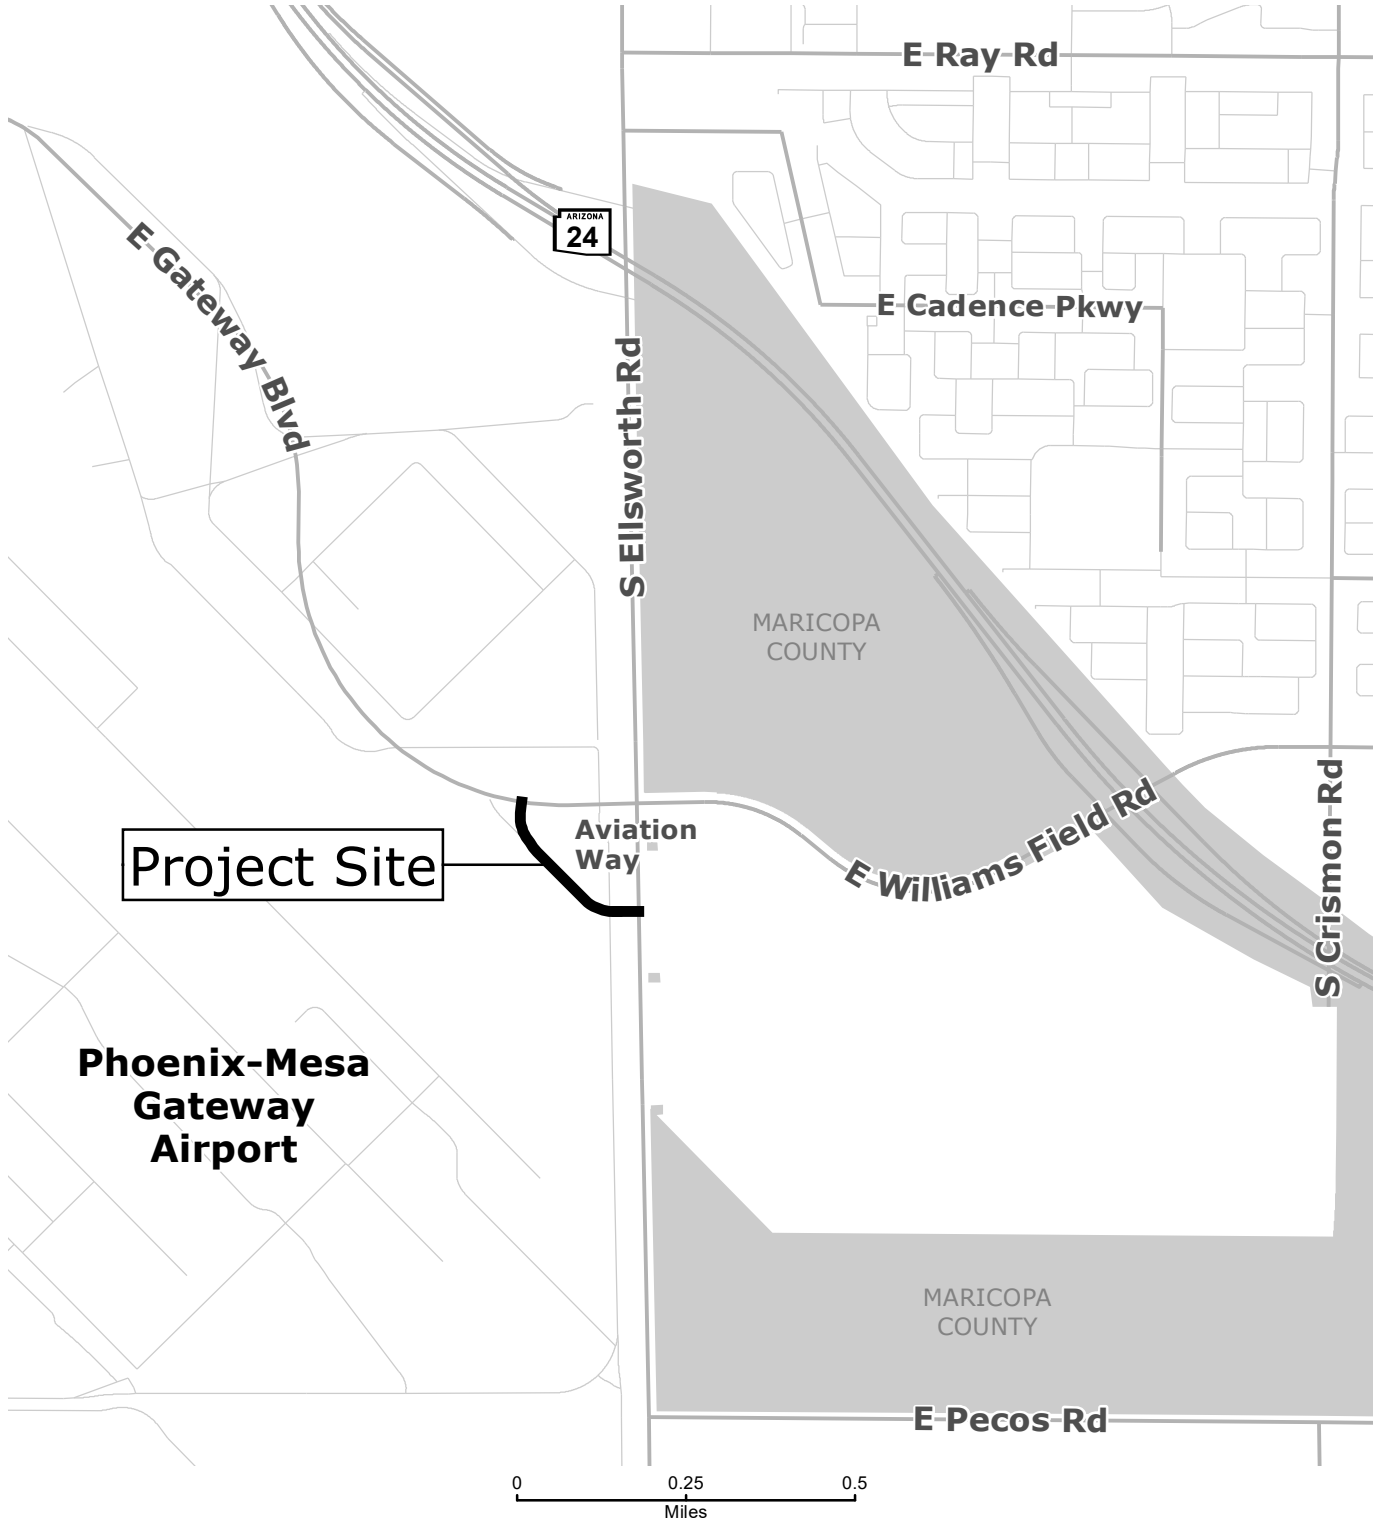 E Ray Rd
ARIZONA
24
E Gateway Blvd
E Cadence Pkwy
S Ellsworth Rd
MARICOPA
COUNTY
E Williams Field Rd
S Crismon Rd
Aviation
Way
Project Site
Phoenix-Mesa
Gateway
Airport
MARICOPA
COUNTY
E Pecos Rd
0 0.25 0.5
Miles